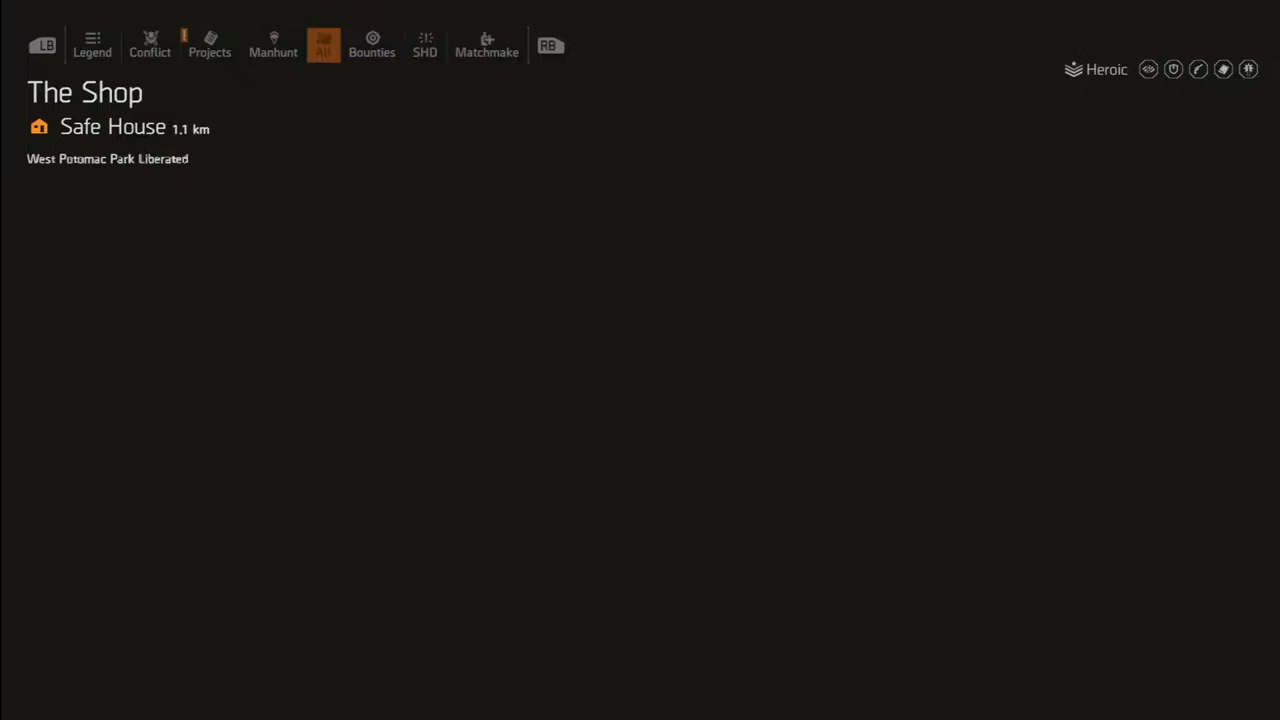 LB Legend Conflict Projects Manhunt All Bounties SHD Matchmake RB
Heroic
The Shop
Safe House 1.1 km
West Potomac Park Liberated